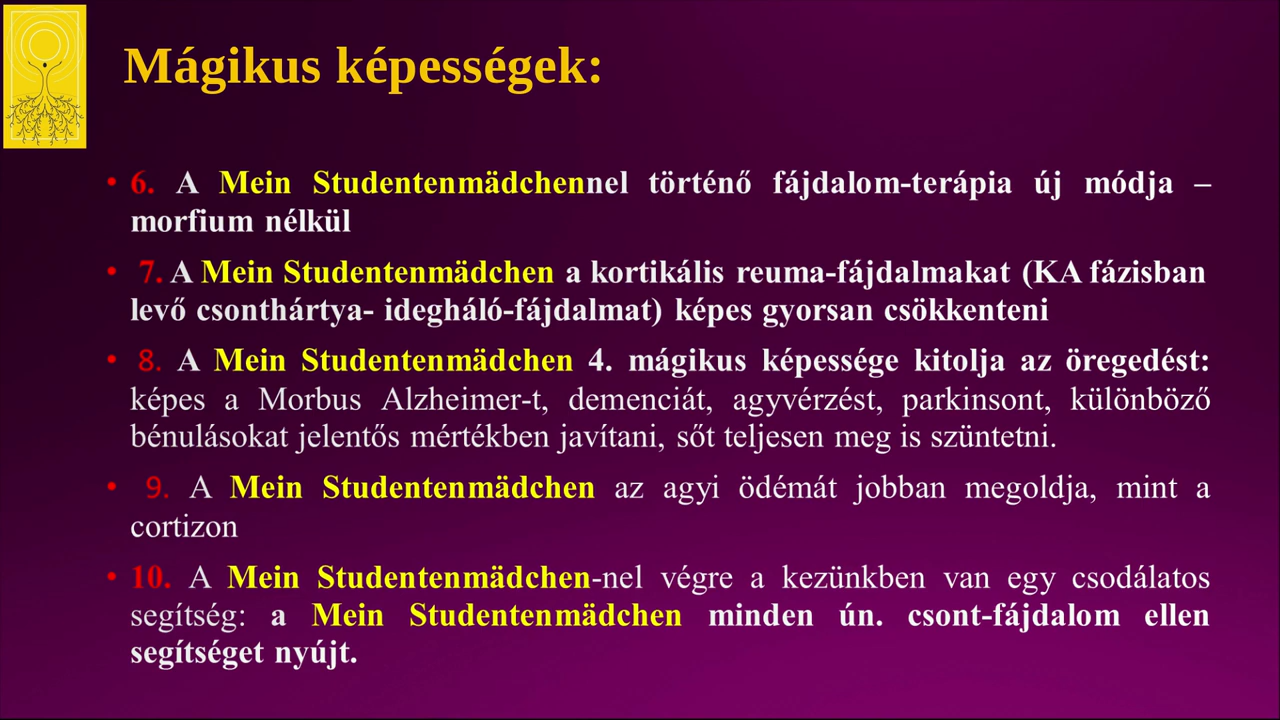 Mágikus képességek:
• 6. A Mein Studentenmädchennel történő fájdalom-terápia új módja –
morfium nélkül
• 7. A Mein Studentenmädchen a kortikális reuma-fájdalmakat (KA fázisban
levő csonthártya- idegháló-fájdalmat) képes gyorsan csökkenteni
• 8. A Mein Studentenmädchen 4. mágikus képessége kitolja az öregedést:
képes a Morbus Alzheimer-t, demenciát, agyvérzést, parkinsont, különböző
bénulásokat jelentős mértékben javítani, sőt teljesen meg is szüntetni.
• 9. A Mein Studentenmädchen az agyi ödémát jobban megoldja, mint a
cortizon
• 10. A Mein Studentenmädchen-nel végre a kezünkben van egy csodálatos
segítség: a Mein Studentenmädchen minden ún. csont-fájdalom ellen
segítséget nyújt.